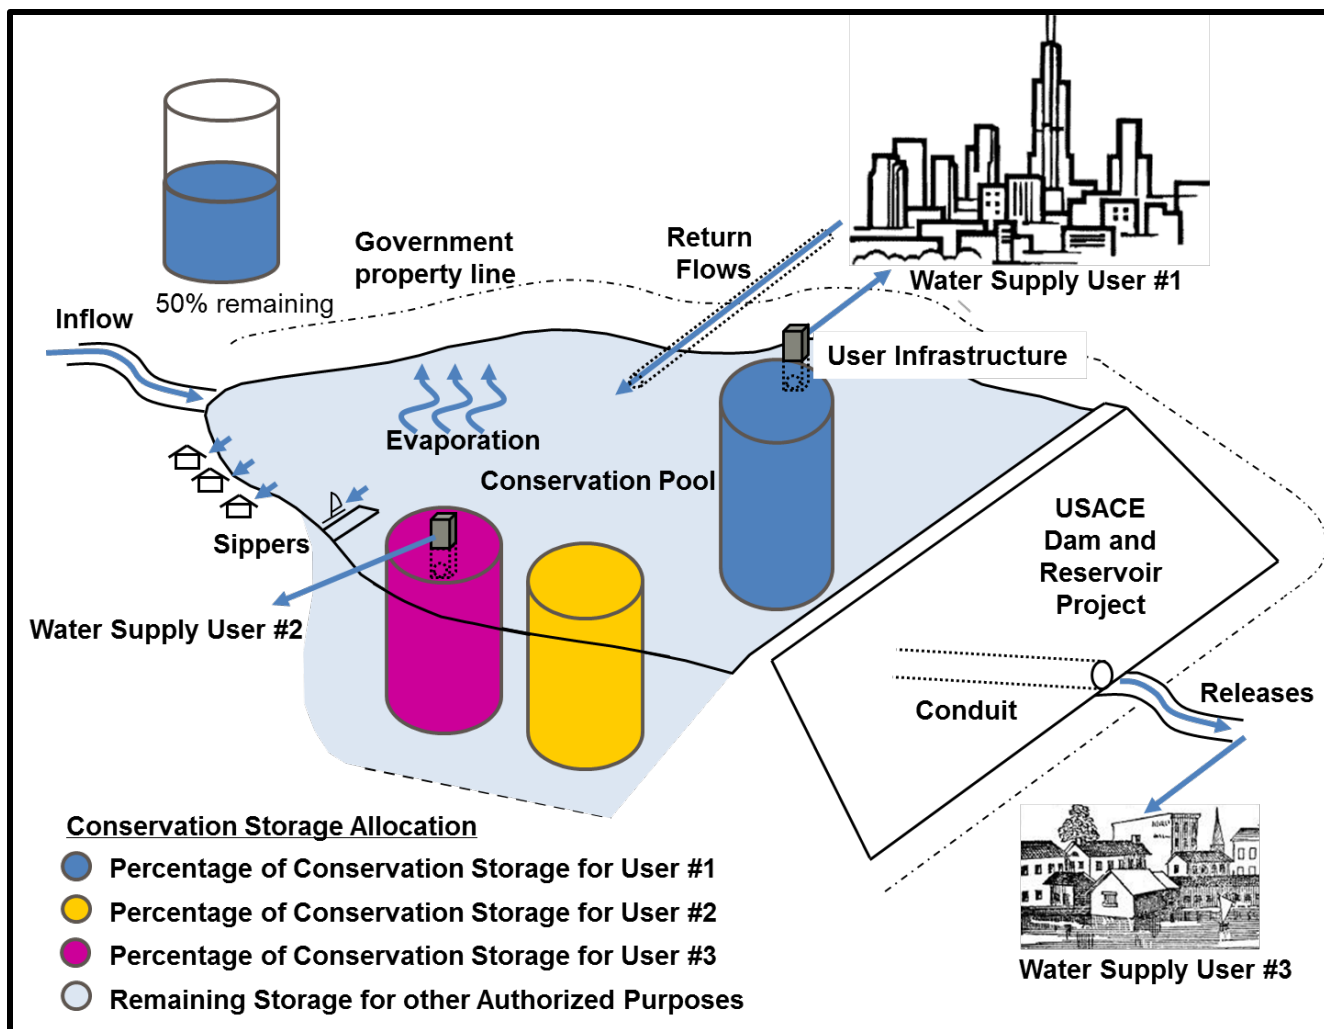 50% remaining
Government
property line
Return
Flows
Water Supply User #1
Inflow
User Infrastructure
Evaporation
Conservation Pool
Sippers
USACE
Dam and
Reservoir
Project
Water Supply User #2
Conduit
Releases
Conservation Storage Allocation
Percentage of Conservation Storage for User #1
Percentage of Conservation Storage for User #2
Percentage of Conservation Storage for User #3
Remaining Storage for other Authorized Purposes
Water Supply User #3